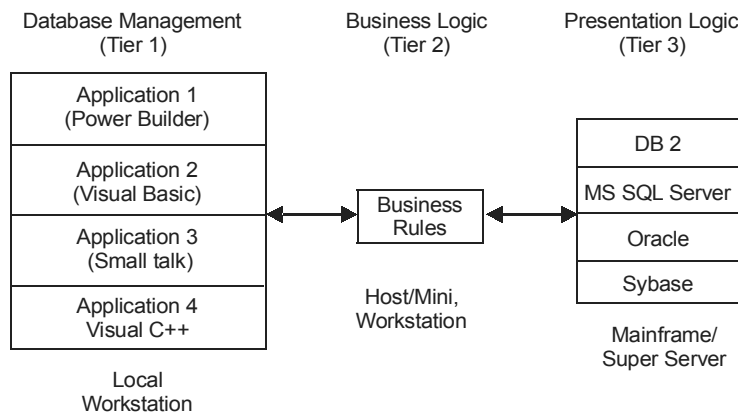 Database Management
(Tier 1)
Business Logic
(Tier 2)
Presentation Logic
(Tier 3)
Application 1
(Power Builder)
Application 2
(Visual Basic)
Application 3
(Small talk)
Application 4
Visual C++
Local
Workstation
Business
Rules
Host/Mini,
Workstation
DB 2
MS SQL Server
Oracle
Sybase
Mainframe/
Super Server